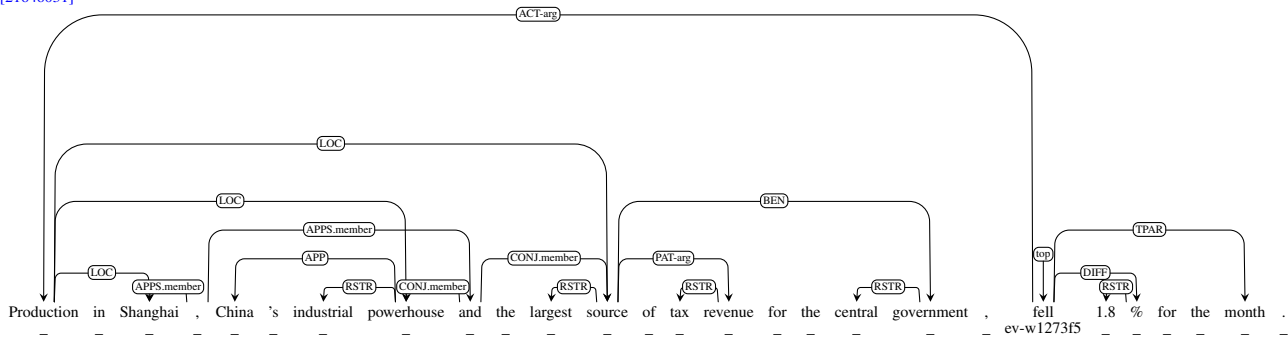 ACT-arg
LOC
LOC BEN
APPS.member TPAR
APP CONJ.member PAT-arg top
LOC DIFF
APPS.member RSTR CONJ.member RSTR RSTR RSTR RSTR
Production in Shanghai , China 's industrial powerhouse and the largest source of tax revenue for the central government , fell 1.8 % for the month .
_ _ _ _ _ _ _ _ _ _ _ _ _ _ _ _ _ _ _ _ ev-w1273f5 _ _ _ _ _ _